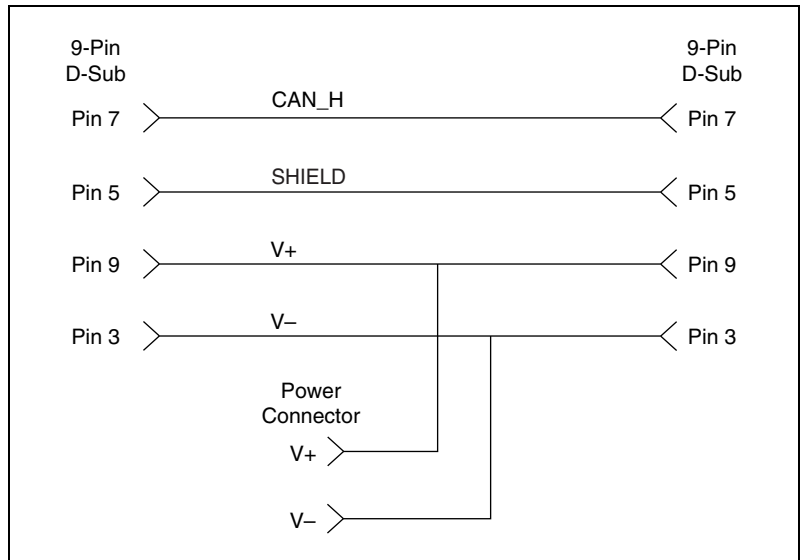 9-Pin
D-Sub
9-Pin
D-Sub
Pin 7 CAN_H Pin 7
Pin 5 SHIELD Pin 5
Pin 9 V+ Pin 9
Pin 3 V– Pin 3
Power
Connector
V+
V–